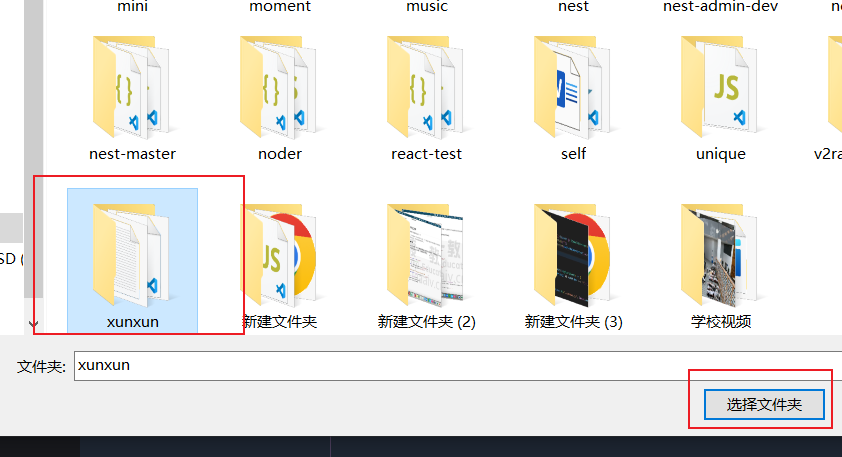 mini moment music nest nest-admin-dev
nest-master noder react-test self unique v2ra
xunxun 新建文件夹 新建文件夹 (2) 新建文件夹 (3) 学校视频
SD (
文件夹: xunxun
选择文件夹